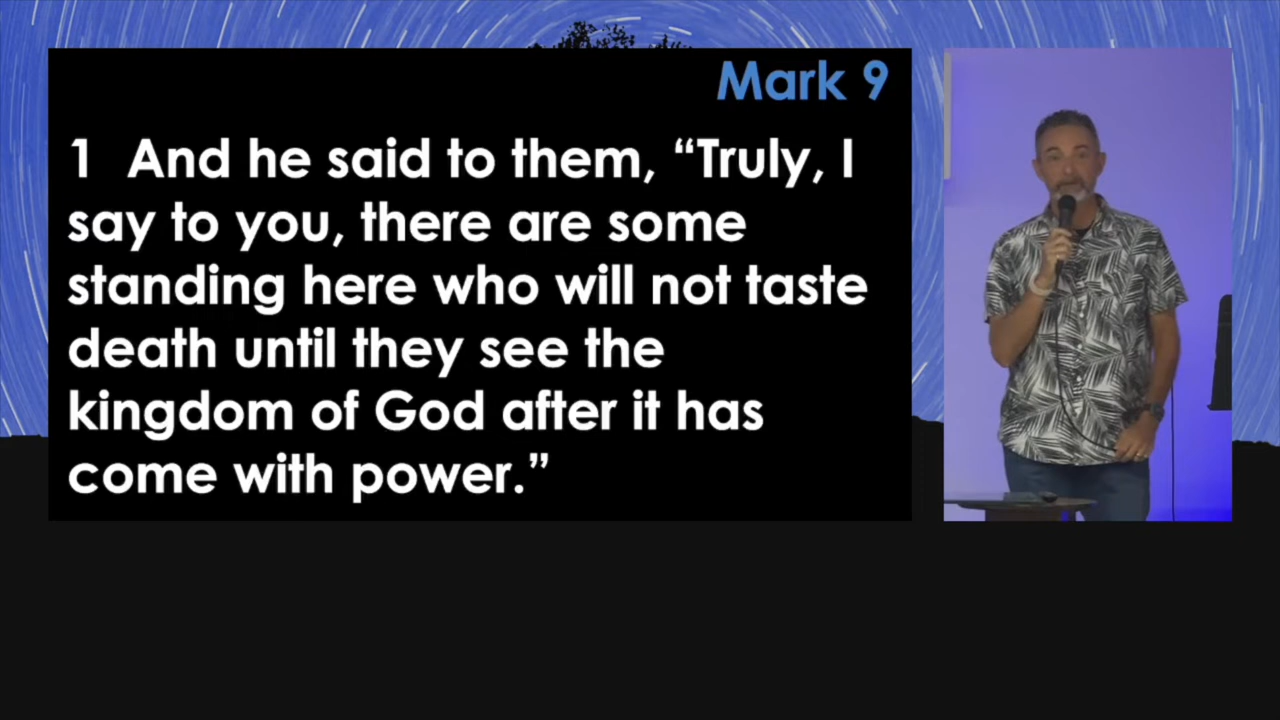 Mark 9
1 And he said to them, “Truly, I
say to you, there are some
standing here who will not taste
death until they see the
kingdom of God after it has
come with power.”